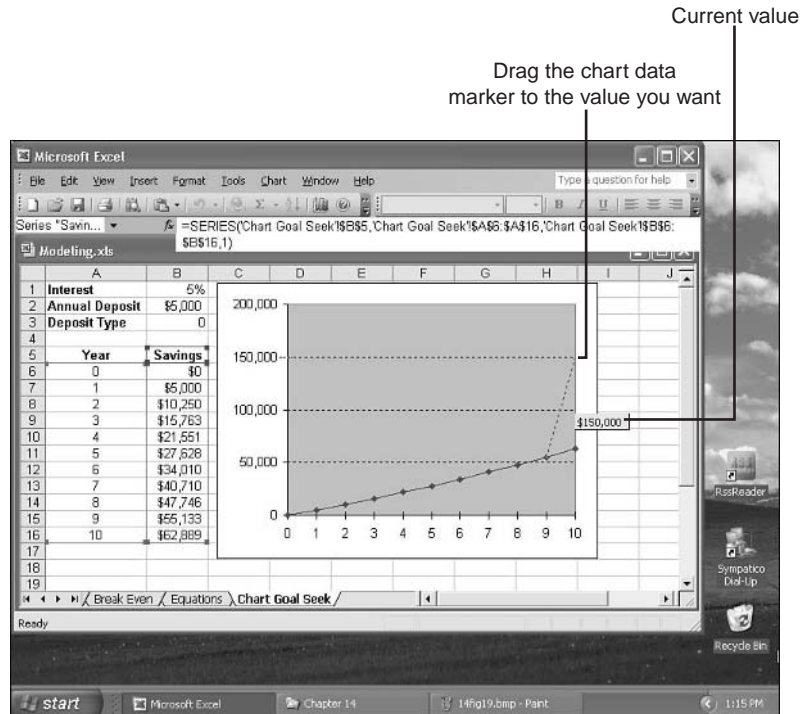 Current value
Drag the chart data
marker to the value you want
Microsoft Excel
File Edit View Insert Format Tools Chart Window Help Type a question for help
Series "Savin... fx =SERIES('Chart Goal Seek'!$B$5,'Chart Goal Seek'!$A$6:$A$16,'Chart Goal Seek'!$B$6:
$B$16,1)
Modeling.xls
A B C D E F G H I J
1 Interest 5%
2 Annual Deposit $5,000
3 Deposit Type 0
4
5 Year Savings
6 0 $0
7 1 $5,000
8 2 $10,250
9 3 $15,763
10 4 $21,551
11 5 $27,628
12 6 $34,010
13 7 $40,710
14 8 $47,746
15 9 $55,133
16 10 $62,889
17
18
19
200,000
150,000
100,000
$150,000
50,000
0
0 1 2 3 4 5 6 7 8 9 10
Break Even Equations Chart Goal Seek
Ready
RssReader
Sympatico
Dial-Up
Recycle Bin
start Microsoft Excel Chapter 14 14fig19.bmp - Paint 1:15 PM